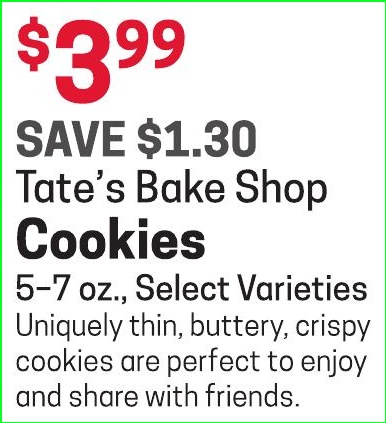 $3.99
SAVE $1.30
Tate's Bake Shop
Cookies
5–7 oz., Select Varieties
Uniquely thin, buttery, crispy
cookies are perfect to enjoy
and share with friends.